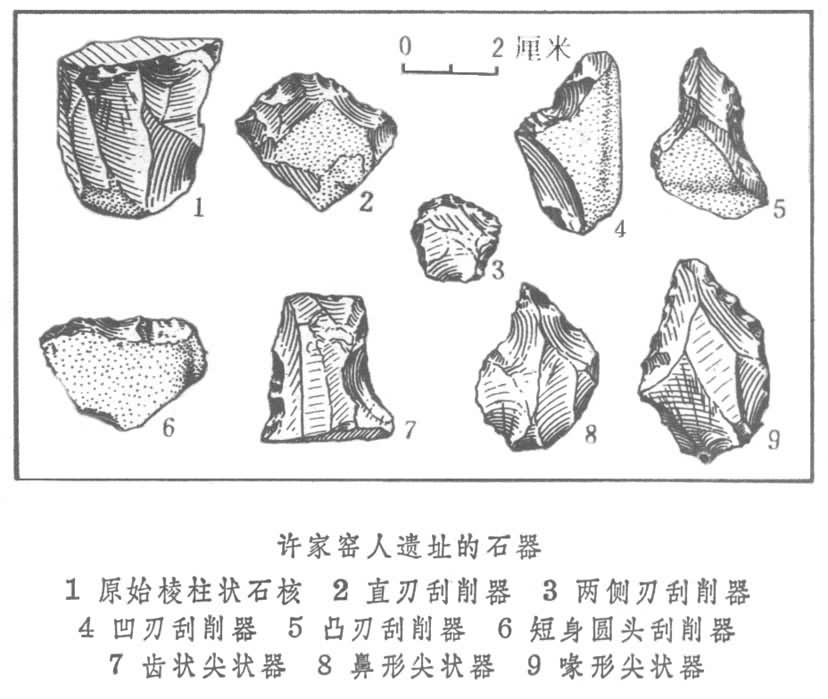 0 2 厘米
1
2
3
4
5
6
7
8
9
许家窑人遗址的石器
1 原始棱柱状石核 2 直刃刮削器 3 两侧刃刮削器
4 凹刃刮削器 5 凸刃刮削器 6 短身圆头刮削器
7 齿状尖状器 8 鼻形尖状器 9 喙形尖状器